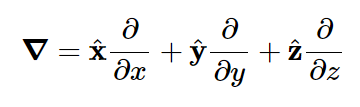 ∇ = x̂ ∂/∂x + ŷ ∂/∂y + ẑ ∂/∂z